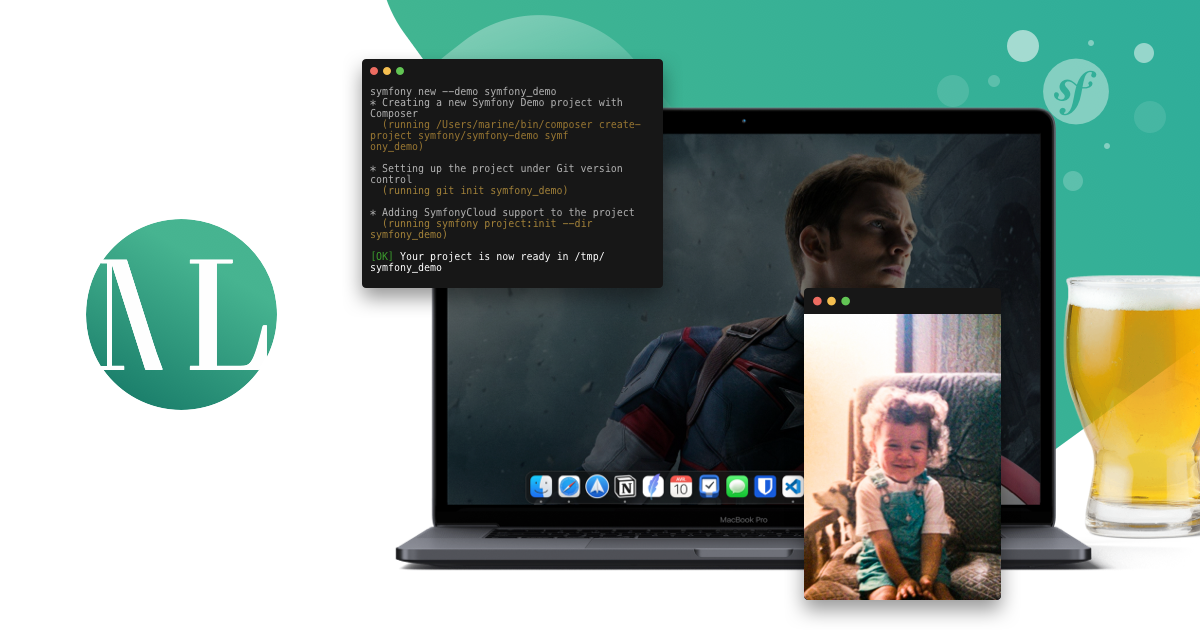 symfony new --demo symfony_demo
* Creating a new Symfony Demo project with
Composer
(running /Users/marine/bin/composer create-
project symfony/symfony-demo symf
ony_demo)
* Setting up the project under Git version
control
(running git init symfony_demo)
* Adding SymfonyCloud support to the project
(running symfony project:init --dir
symfony_demo)
[OK] Your project is now ready in /tmp/
symfony_demo
sf
ML
N
10
MacBook Pro